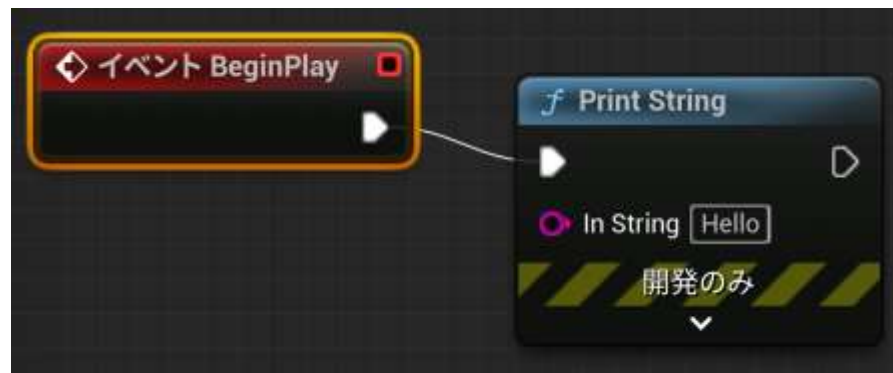 イベント BeginPlay
f Print String
In String Hello
開発のみ